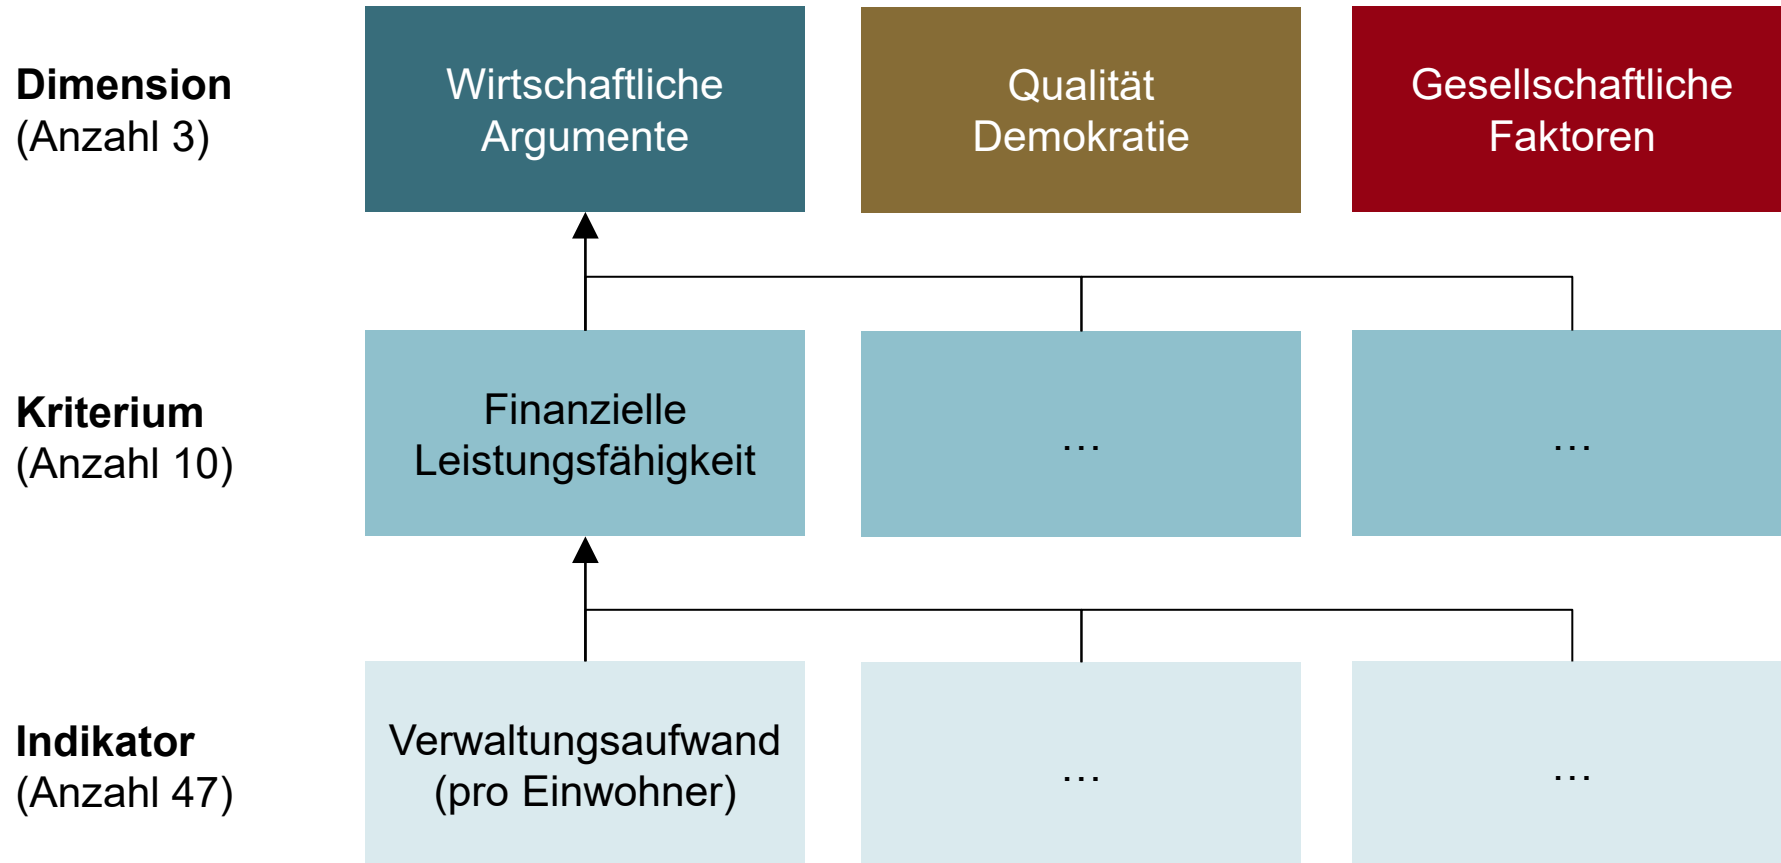 Dimension
(Anzahl 3)
Wirtschaftliche
Argumente
Qualität
Demokratie
Gesellschaftliche
Faktoren
Kriterium
(Anzahl 10)
Finanzielle
Leistungsfähigkeit
…
…
Indikator
(Anzahl 47)
Verwaltungsaufwand
(pro Einwohner)
…
…